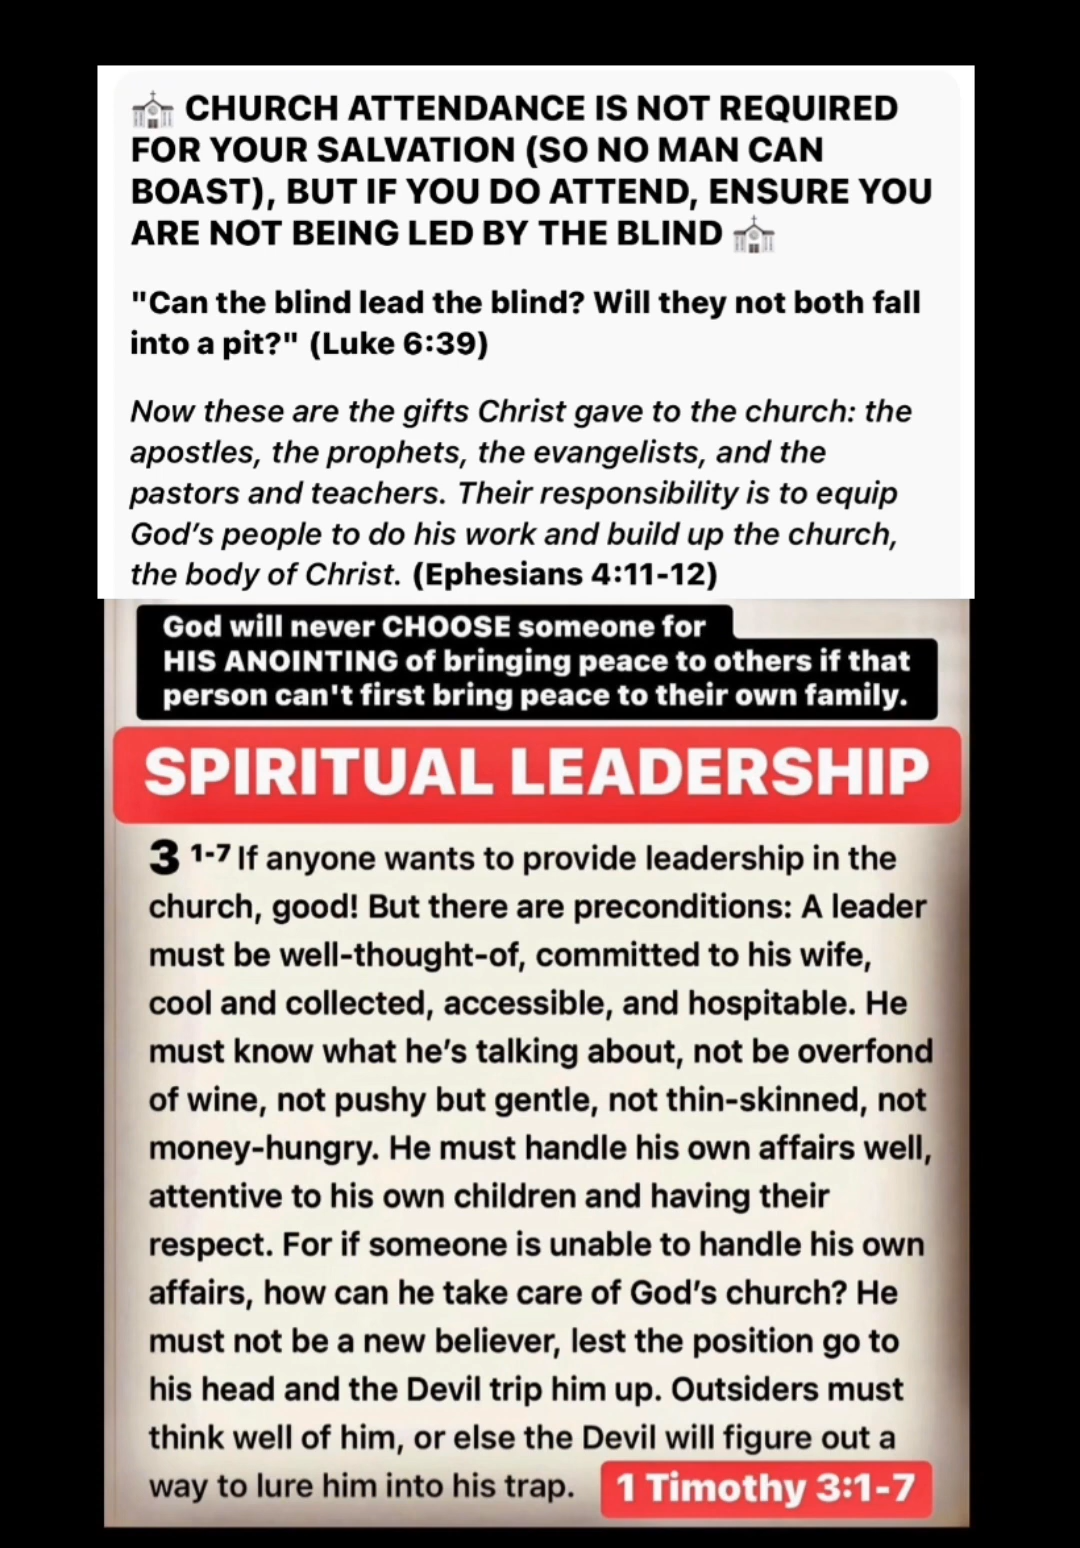 ⛪ CHURCH ATTENDANCE IS NOT REQUIRED
FOR YOUR SALVATION (SO NO MAN CAN
BOAST), BUT IF YOU DO ATTEND, ENSURE YOU
ARE NOT BEING LED BY THE BLIND ⛪
"Can the blind lead the blind? Will they not both fall
into a pit?" (Luke 6:39)
Now these are the gifts Christ gave to the church: the
apostles, the prophets, the evangelists, and the
pastors and teachers. Their responsibility is to equip
God’s people to do his work and build up the church,
the body of Christ. (Ephesians 4:11-12)
God will never CHOOSE someone for
HIS ANOINTING of bringing peace to others if that
person can't first bring peace to their own family.
SPIRITUAL LEADERSHIP
3 1-7 If anyone wants to provide leadership in the
church, good! But there are preconditions: A leader
must be well-thought-of, committed to his wife,
cool and collected, accessible, and hospitable. He
must know what he’s talking about, not be overfond
of wine, not pushy but gentle, not thin-skinned, not
money-hungry. He must handle his own affairs well,
attentive to his own children and having their
respect. For if someone is unable to handle his own
affairs, how can he take care of God’s church? He
must not be a new believer, lest the position go to
his head and the Devil trip him up. Outsiders must
think well of him, or else the Devil will figure out a
way to lure him into his trap. 1 Timothy 3:1-7